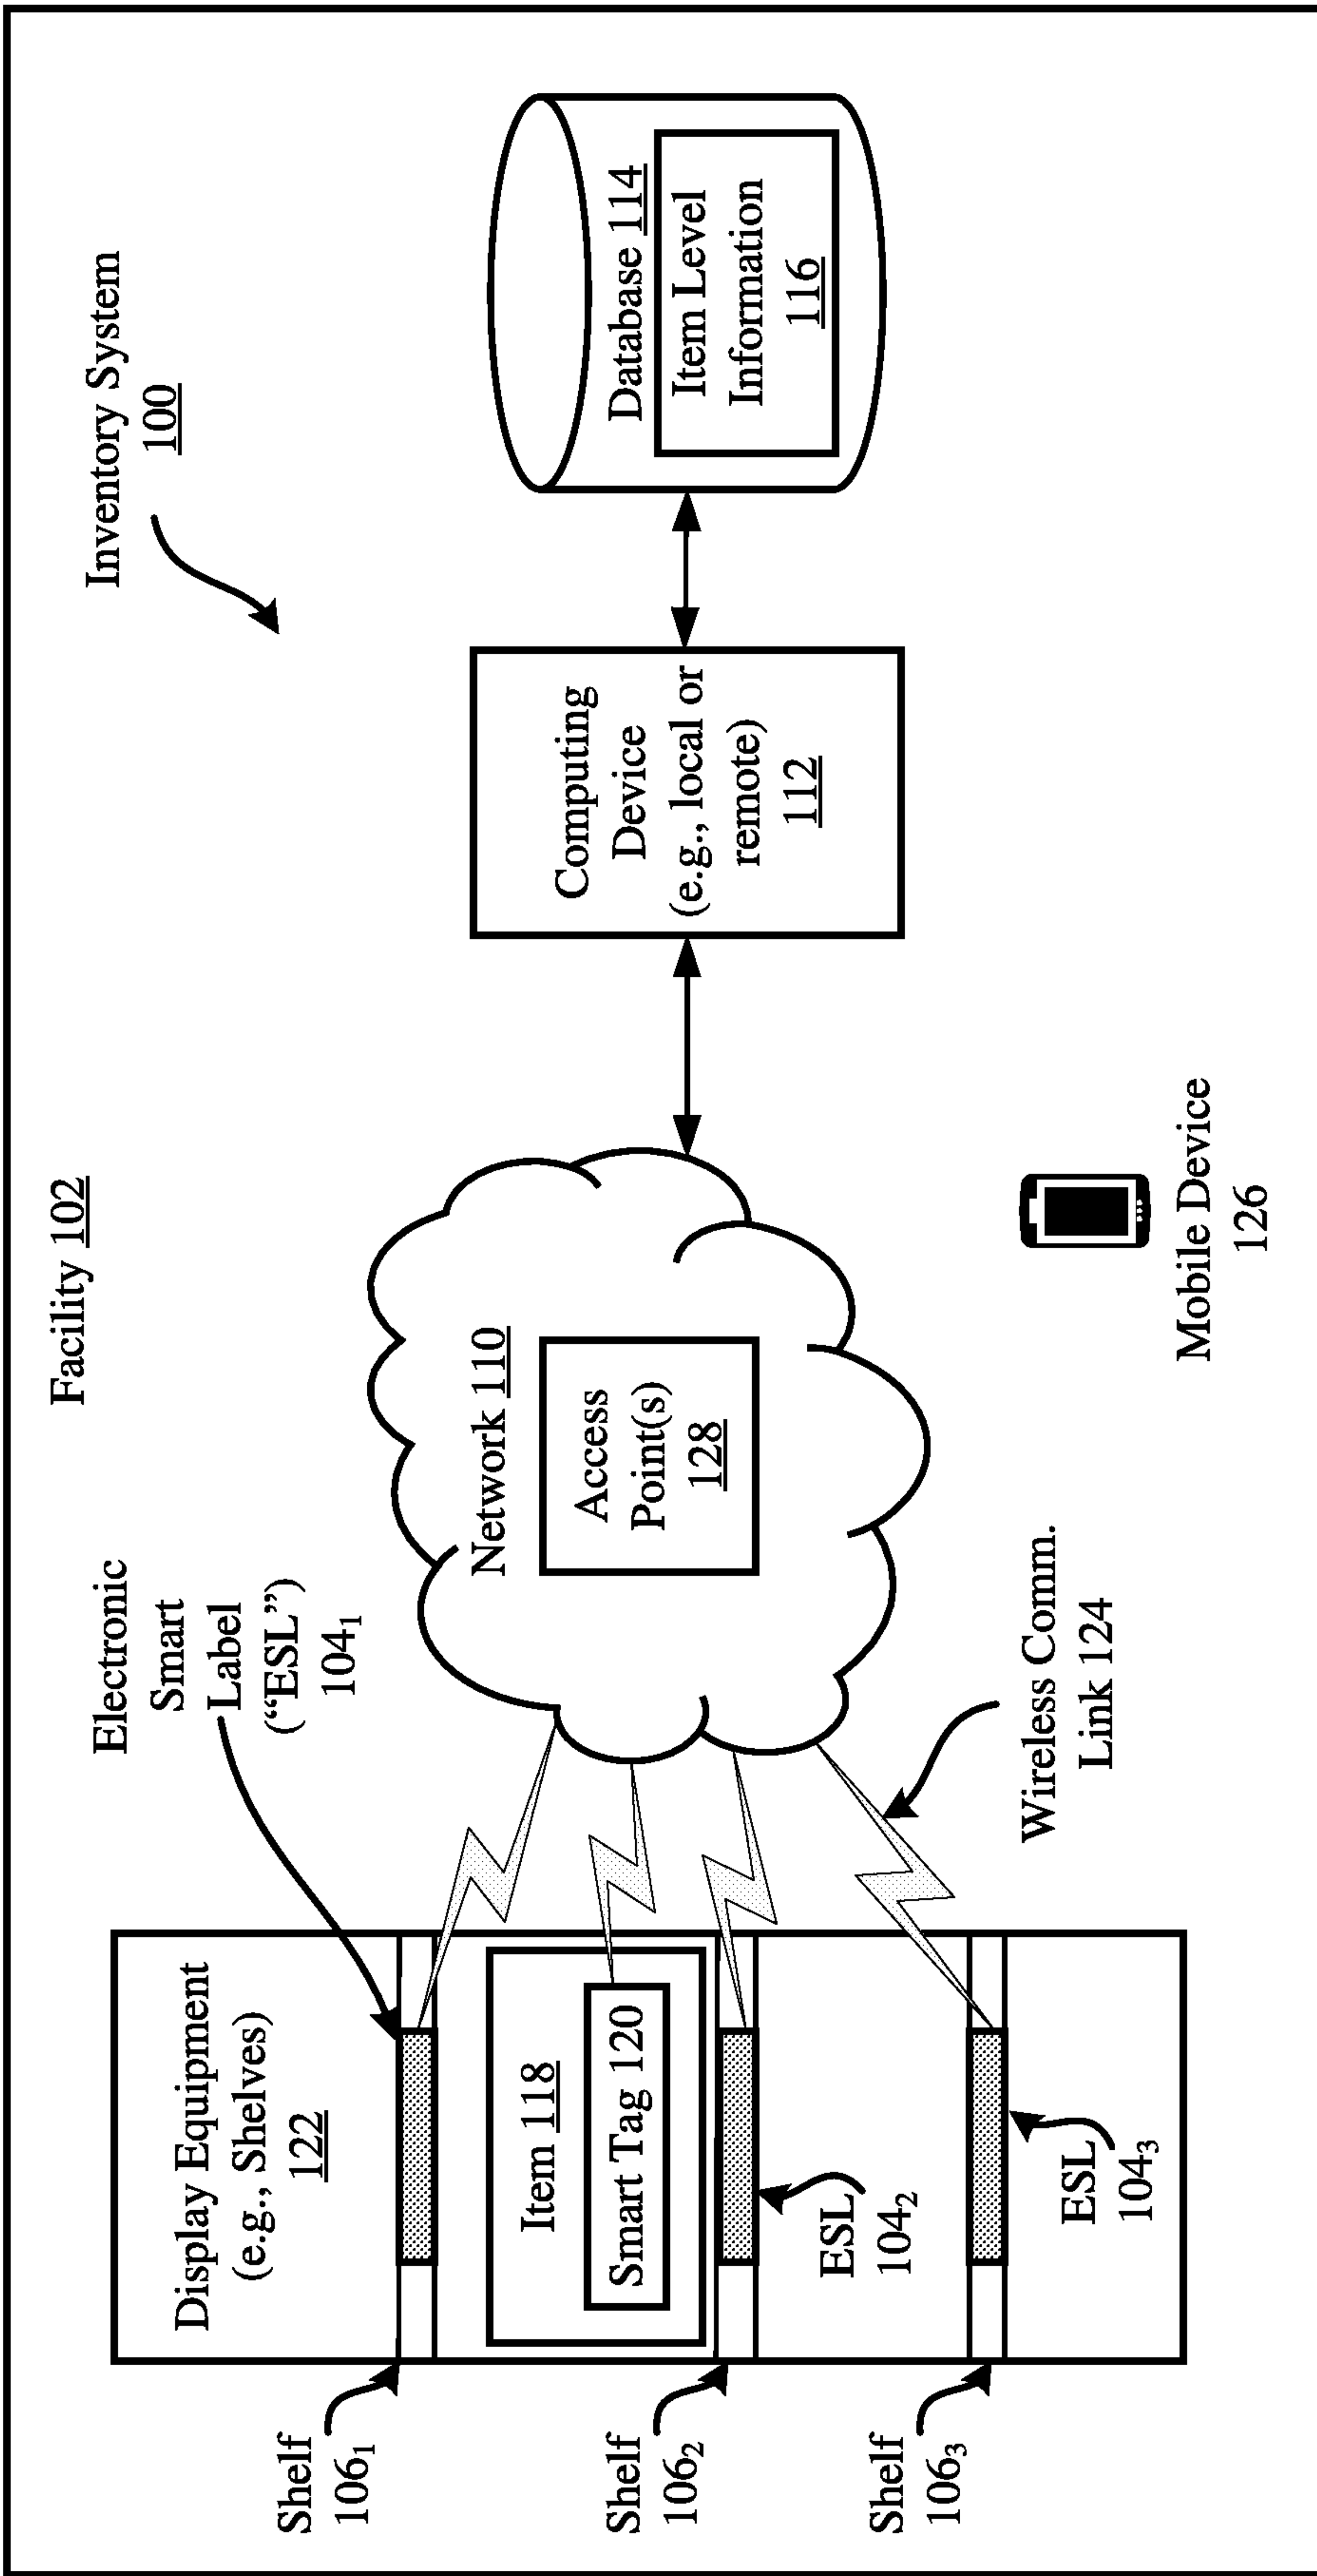 Facility 102
Inventory System
100
Electronic
Smart
Label
(“ESL”)
104₁
Display Equipment
(e.g., Shelves)
122
Shelf
106₁
Item 118
Smart Tag 120
Shelf
106₂
ESL
104₂
Shelf
106₃
ESL
104₃
Network 110
Access
Point(s)
128
Wireless Comm.
Link 124
Computing
Device
(e.g., local or
remote)
112
Database 114
Item Level
Information
116
Mobile Device
126